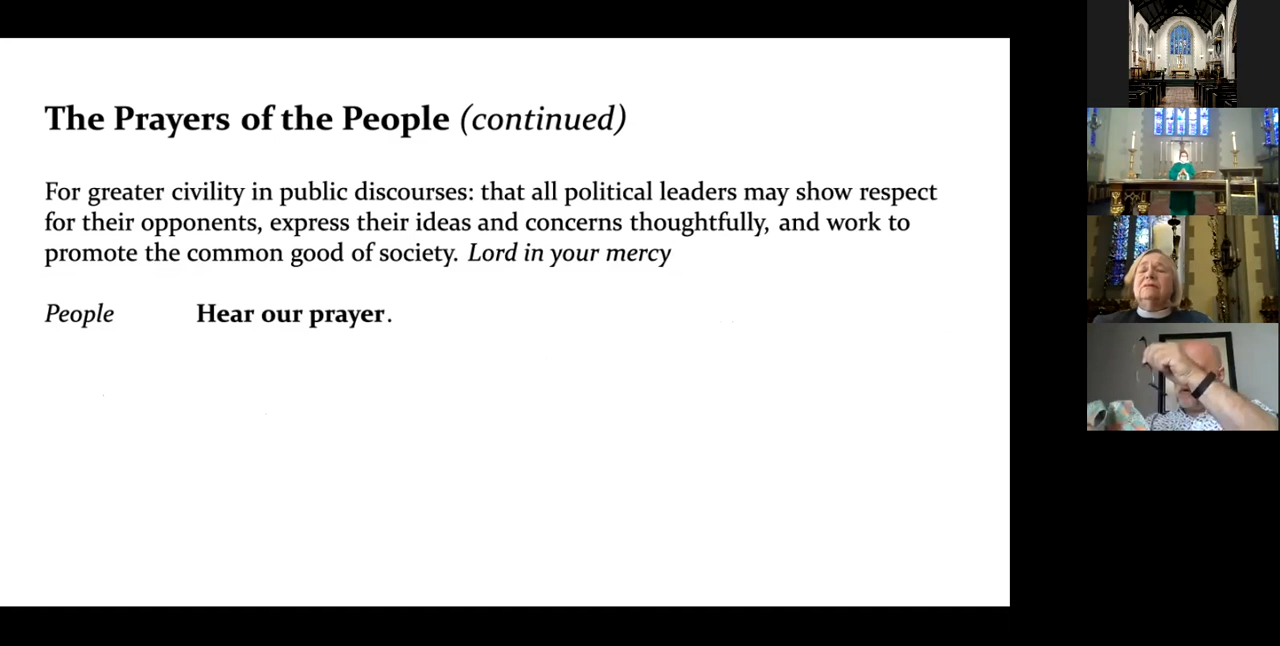 The Prayers of the People (continued)
For greater civility in public discourses: that all political leaders may show respect
for their opponents, express their ideas and concerns thoughtfully, and work to
promote the common good of society. Lord in your mercy
People Hear our prayer.